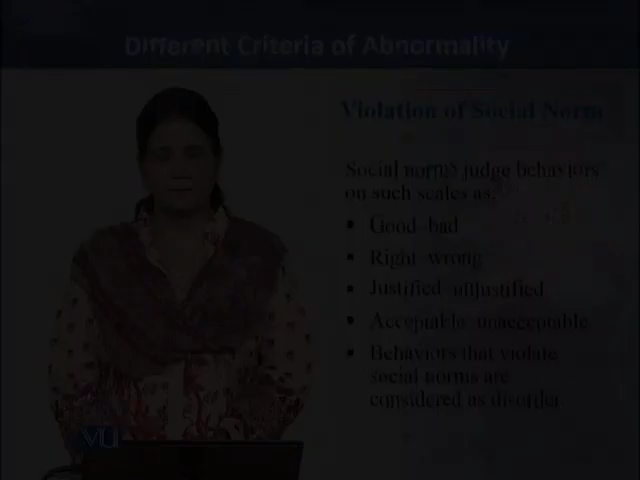 Different Criteria of Abnormality
Violation of Social Norm
Social norms judge behaviors
on such scales as:
Good-bad
Right-wrong
Justified-unjustified
Acceptable-unacceptable
Behaviors that violate
social norms are
considered as disorder.
VU